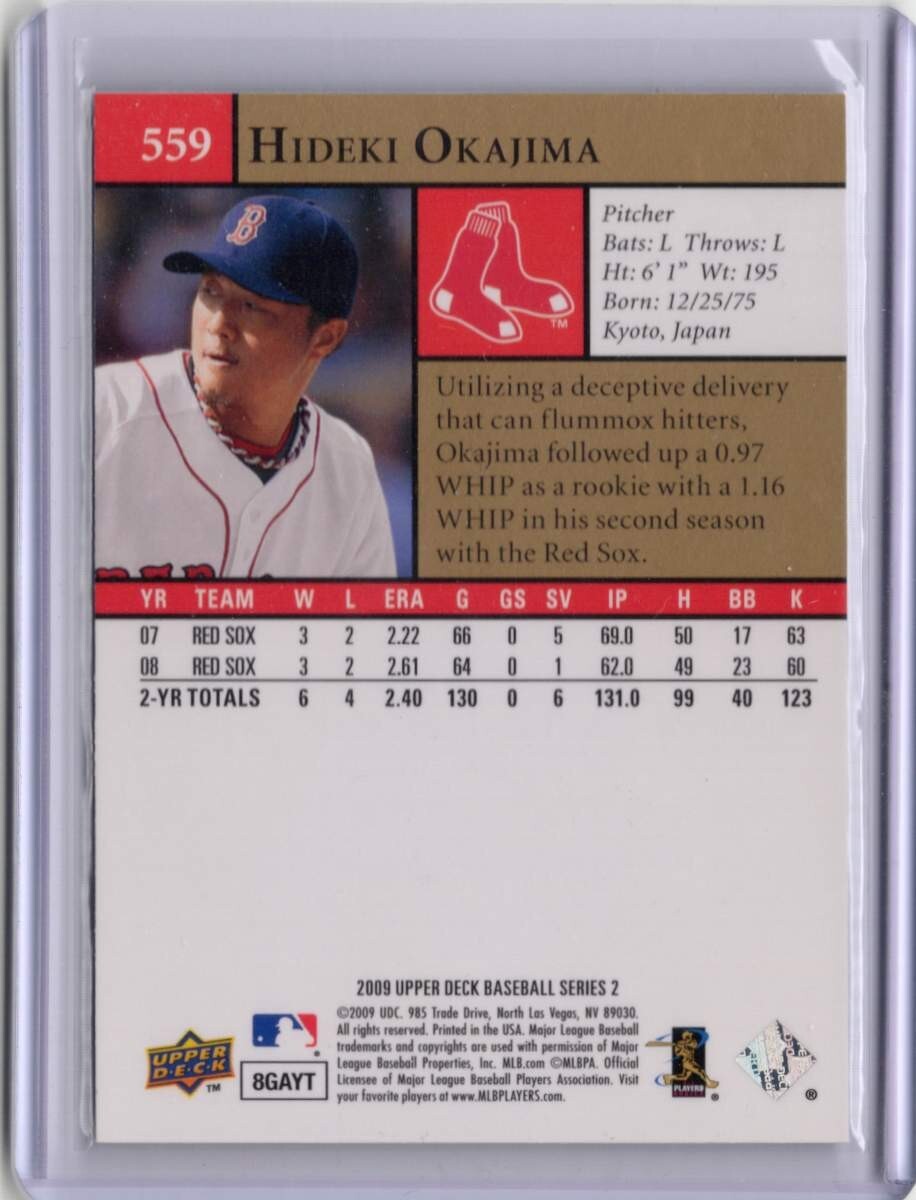 559 HIDEKI OKAJIMA
B
Pitcher
Bats: L Throws: L
Ht: 6' 1" Wt: 195
Born: 12/25/75
Kyoto, Japan
TM
Utilizing a deceptive delivery
that can flummox hitters,
Okajima followed up a 0.97
WHIP as a rookie with a 1.16
WHIP in his second season
with the Red Sox.
YR TEAM W L ERA G GS SV IP H BB K
07 RED SOX 3 2 2.22 66 0 5 69.0 50 17 63
08 RED SOX 3 2 2.61 64 0 1 62.0 49 23 60
2-YR TOTALS 6 4 2.40 130 0 6 131.0 99 40 123
2009 UPPER DECK BASEBALL SERIES 2
©2009 UDC. 985 Trade Drive, North Las Vegas, NV 89030.
All rights reserved. Printed in the USA. Major League Baseball
trademarks and copyrights are used with permission of Major
League Baseball Properties, Inc. MLB.com ©MLBPA. Official
Licensee of Major League Baseball Players Association. Visit
your favorite players at www.MLBPLAYERS.com.
UPPER
D·E·C·K
TM
®
8GAYT
PLAYERS
CHOICE
®
®